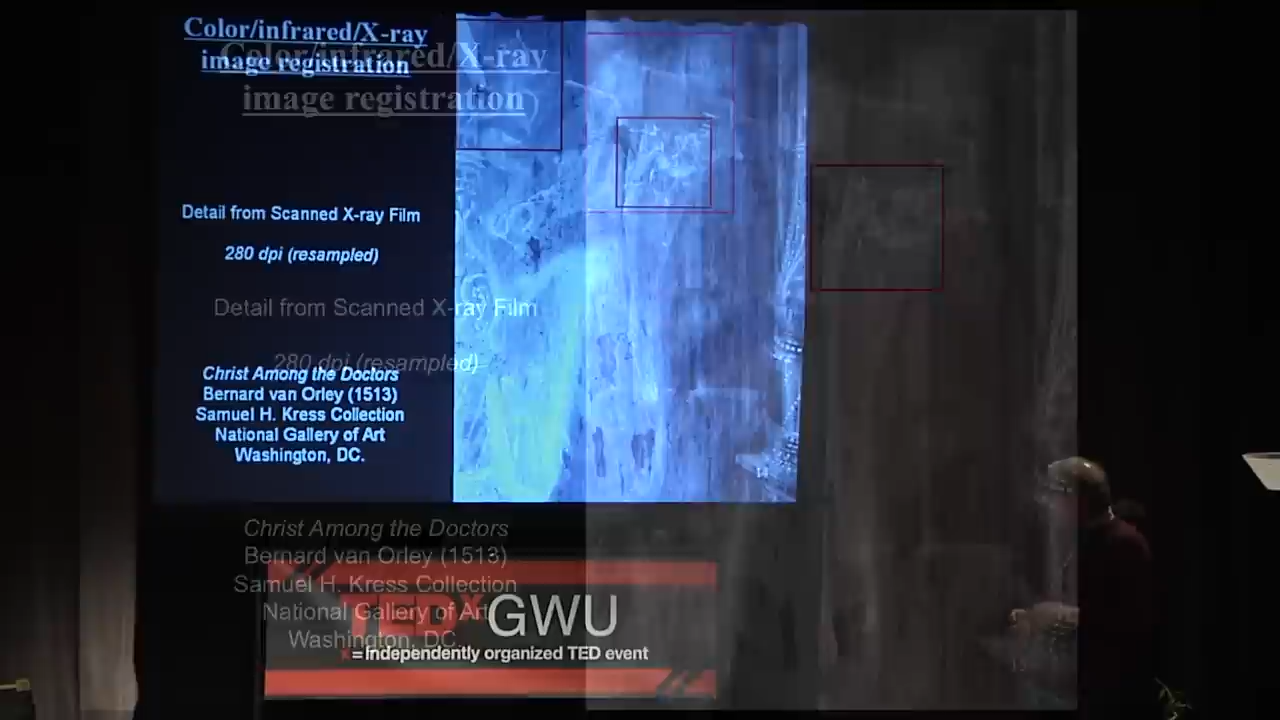 Color/infrared/X-ray
image registration
Detail from Scanned X-ray Film
280 dpi (resampled)
Christ Among the Doctors
Bernard van Orley (1513)
Samuel H. Kress Collection
National Gallery of Art
Washington, DC.
Color/infrared/X-ray
image registration
Detail from Scanned X-ray Film
280 dpi (resampled)
Christ Among the Doctors
Bernard van Orley (1513)
Samuel H. Kress Collection
National Gallery of Art
Washington, DC.
TEDx GWU
x = independently organized TED event